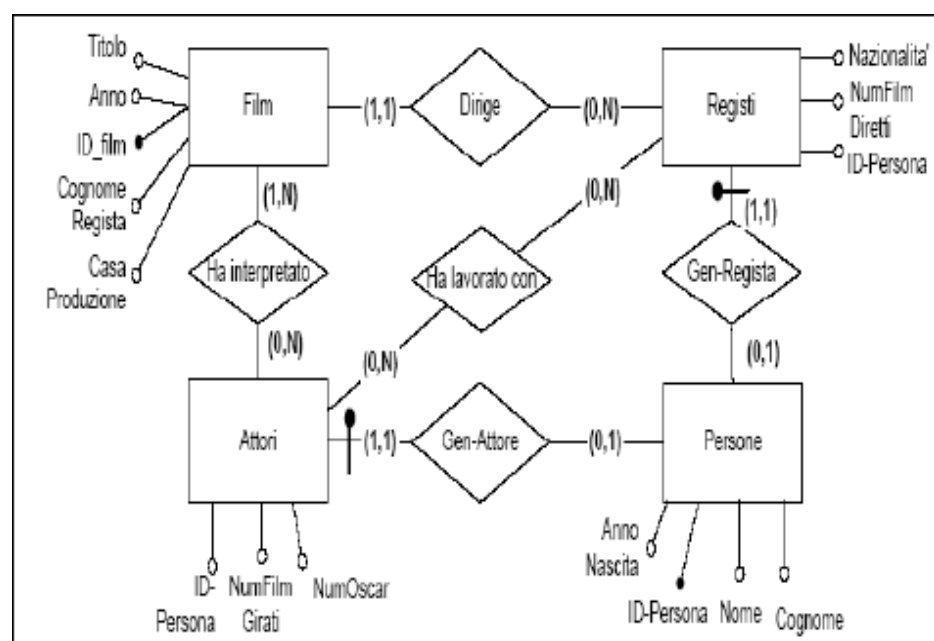 Titolo
Anno
ID_film
Cognome
Regista
Casa
Produzione
Film
(1,1)
Dirige
(0,N)
Registi
Nazionalita'
NumFilm
Diretti
ID-Persona
(1,N)
Ha interpretato
(0,N)
(0,N)
Ha lavorato con
(0,N)
(1,1)
Gen-Regista
(0,1)
Attori
(1,1)
Gen-Attore
(0,1)
Persone
ID-
Persona
NumFilm
Girati
NumOscar
Anno
Nascita
ID-Persona
Nome
Cognome